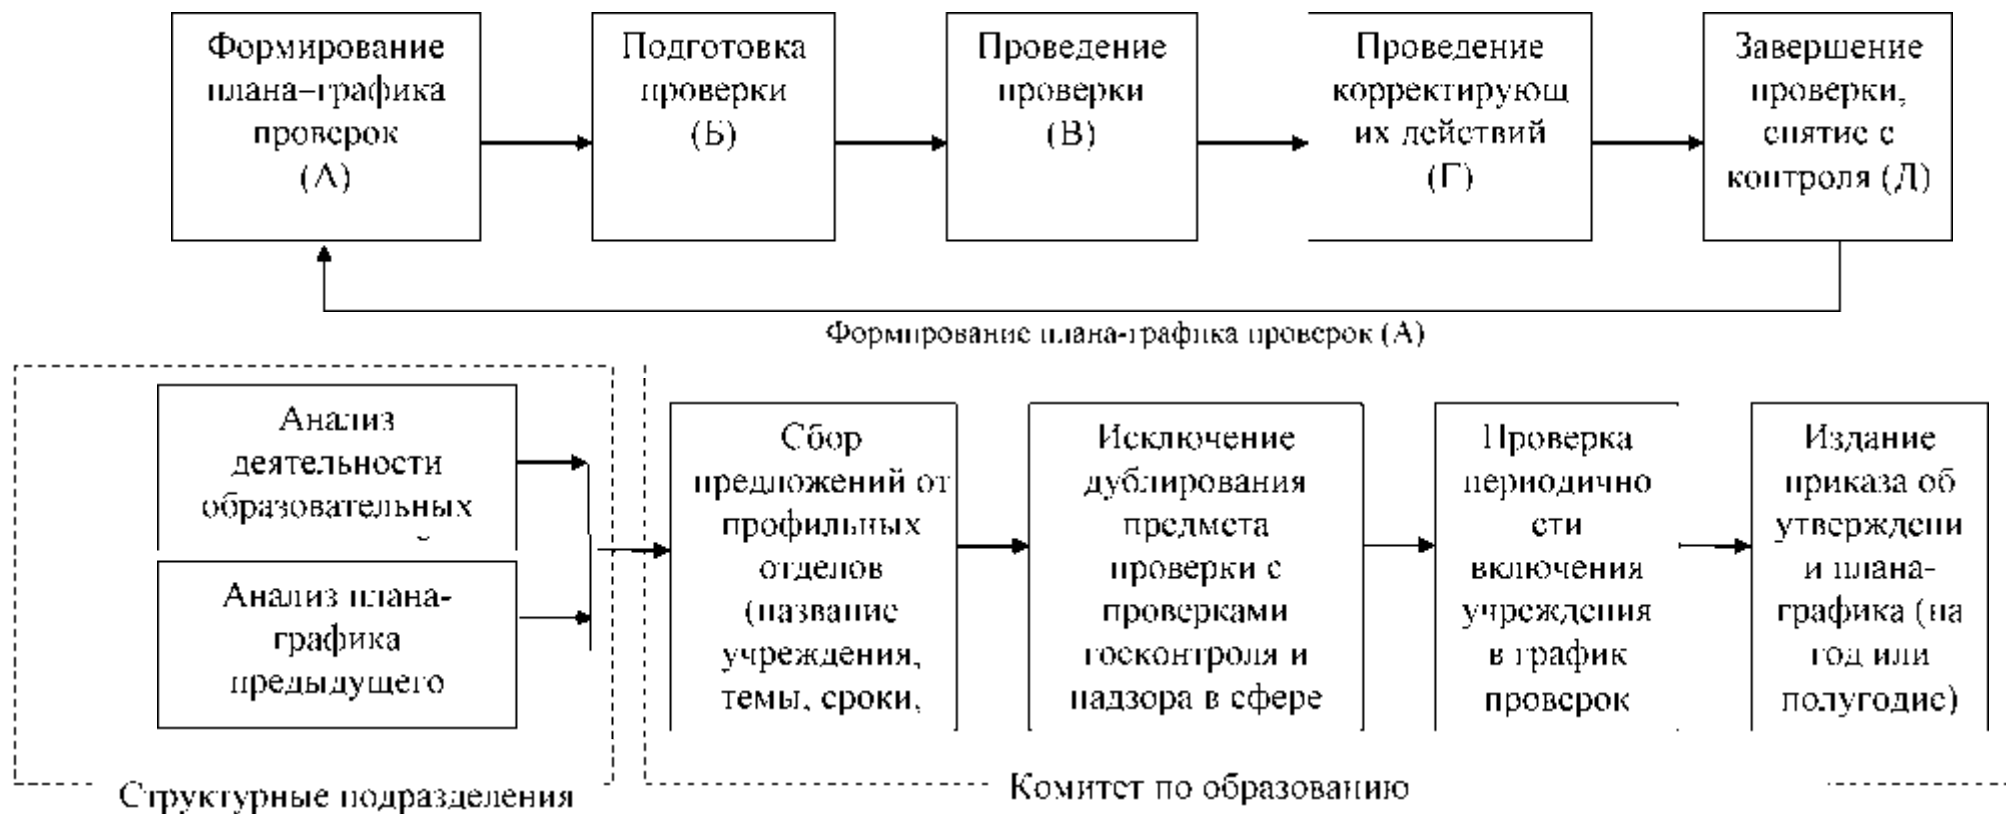 Формирование
плана–графика
проверок
(А)
Подготовка
проверки
(Б)
Проведение
проверки
(В)
Проведение
корректирующ
их действий
(Г)
Завершение
проверки,
снятие с
контроля (Д)
Формирование плана-графика проверок (А)
Анализ
деятельности
образовательных
Анализ плана-
графика
предыдущего
Сбор
предложений от
профильных
отделов
(название
учреждения,
темы, сроки,
Исключение
дублирования
предмета
проверки с
проверками
госконтроля и
надзора в сфере
Проверка
периодично
сти
включения
учреждения
в график
проверок
Издание
приказа об
утверждени
и плана-
графика (на
год или
полугодие)
Структурные подразделения
Комитет по образованию